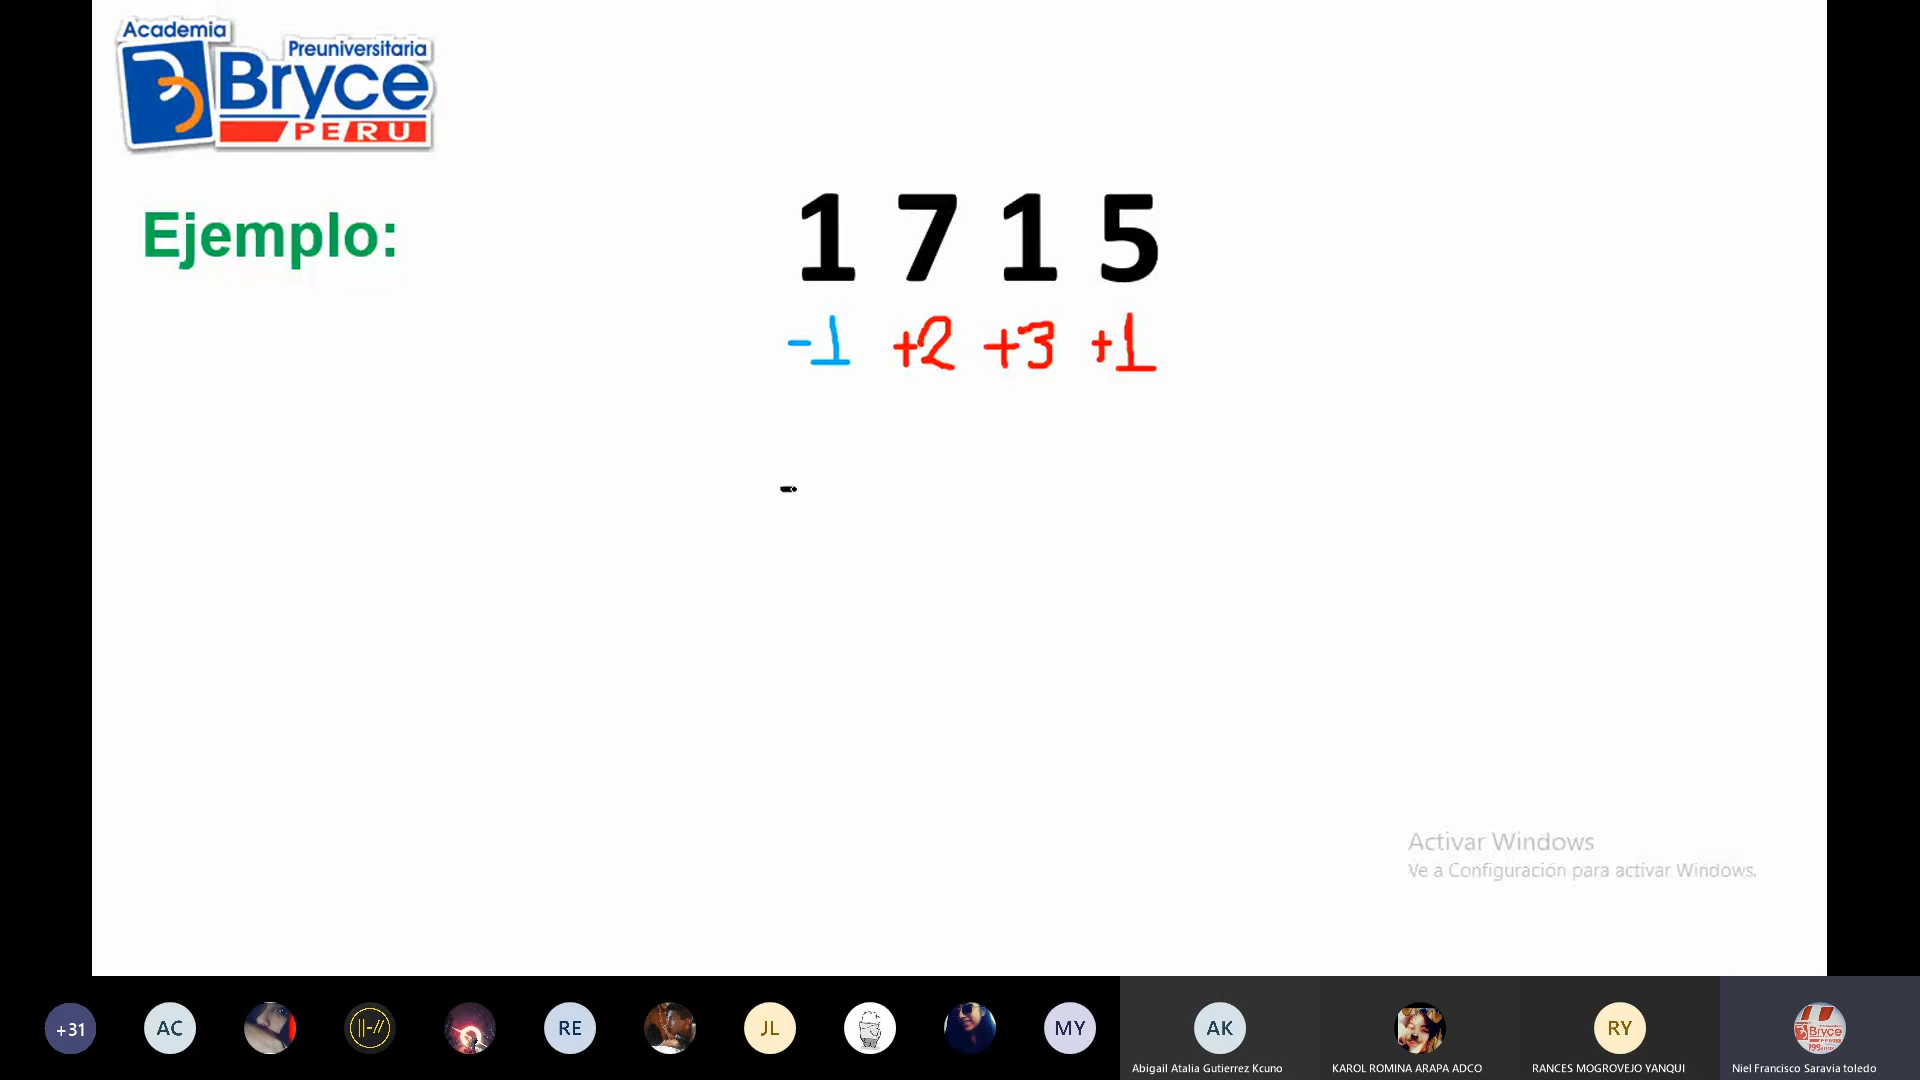 Academia
Preuniversitaria
Bryce
PERU
Ejemplo:
1 7 1 5
-1 +2 +3 +1
Activar Windows
Ve a Configuración para activar Windows.
+31
AC
RE
JL
MY
AK
RY
Bryce
Abigail Atalia Gutierrez Kcuno
KAROL ROMINA ARAPA ADCO
RANCES MOGROVEJO YANQUI
Niel Francisco Saravia toledo